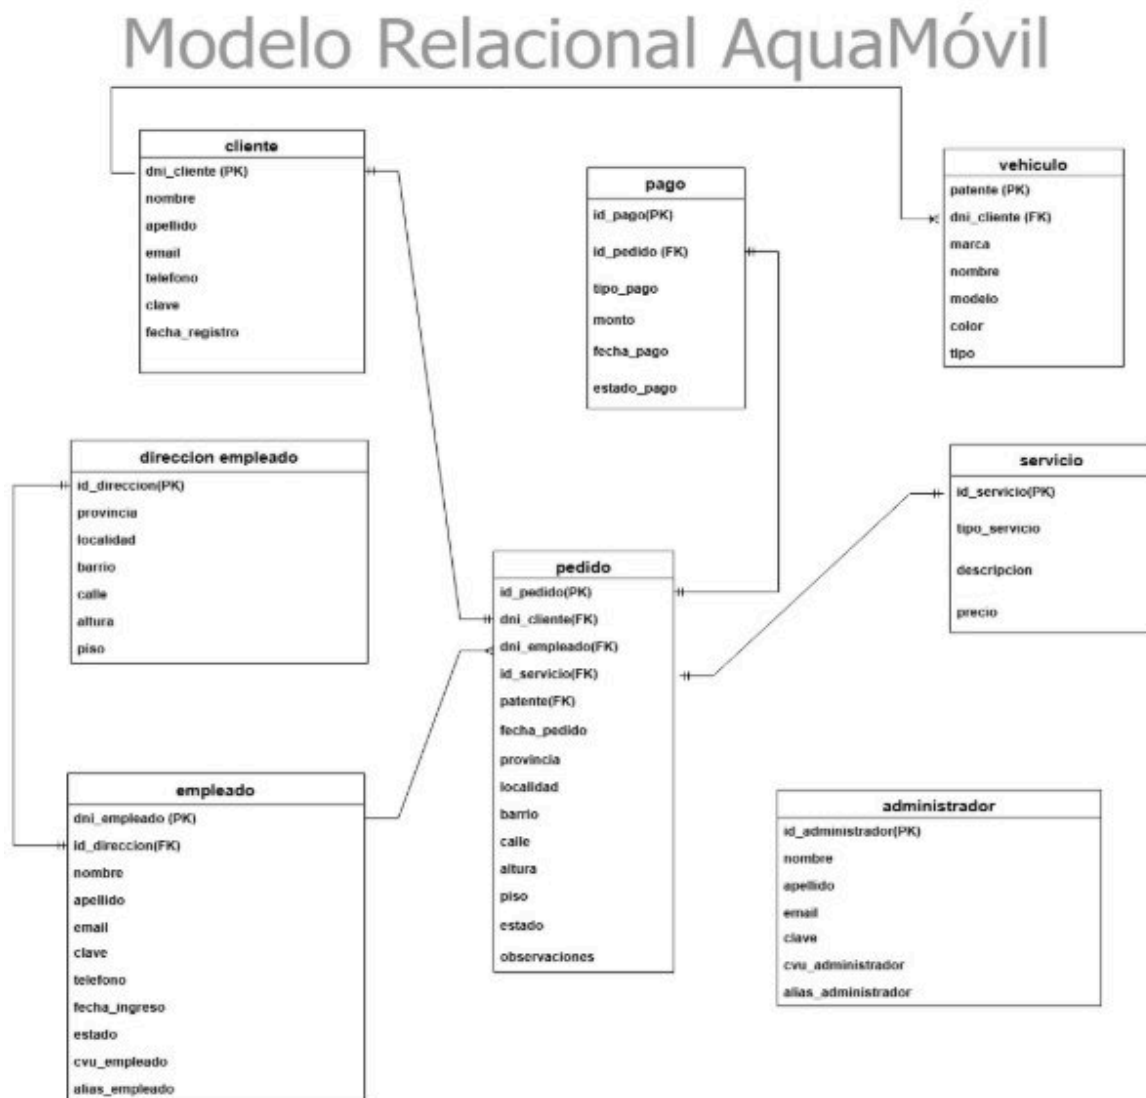 Modelo Relacional AquaMóvil
cliente
dni_cliente (PK)
nombre
apellido
email
telefono
clave
fecha_registro
pago
id_pago(PK)
id_pedido (FK)
tipo_pago
monto
fecha_pago
estado_pago
vehiculo
patente (PK)
dni_cliente (FK)
marca
nombre
modelo
color
tipo
direccion empleado
id_direccion(PK)
provincia
localidad
barrio
calle
altura
piso
servicio
id_servicio(PK)
tipo_servicio
descripcion
precio
pedido
id_pedido(PK)
dni_cliente(FK)
dni_empleado(FK)
id_servicio(FK)
patente(FK)
fecha_pedido
provincia
localidad
barrio
calle
altura
piso
estado
observaciones
empleado
dni_empleado (PK)
id_direccion(FK)
nombre
apellido
email
clave
telefono
fecha_ingreso
estado
cvu_empleado
alias_empleado
administrador
id_administrador(PK)
nombre
apellido
email
clave
cvu_administrador
alias_administrador